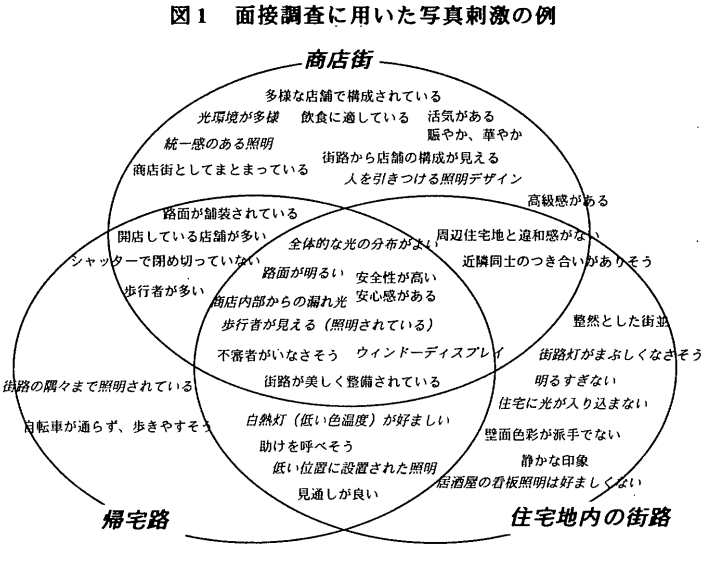 図1 面接調査に用いた写真刺激の例
商店街
多様な店舗で構成されている
光環境が多様 飲食に適している 活気がある
賑やか、華やか
統一感のある照明
街路から店舗の構成が見える
商店街としてまとまっている
人を引きつける照明デザイン
高級感がある
路面が舗装されている
開店している店舗が多い
全体的な光の分布がよい
周辺住宅地と違和感がない
シャッターで閉め切っていない
近隣同士のつき合いがありそう
路面が明るい 安全性が高い
歩行者が多い
商店内部からの漏れ光 安心感がある
歩行者が見える（照明されている）
整然とした街並
不審者がいなさそう ウィンドーディスプレイ
街路灯がまぶしくなさそう
街路の隅々まで照明されている
街路が美しく整備されている
明るすぎない
住宅に光が入り込まない
自転車が通らず、歩きやすそう
白熱灯（低い色温度）が好ましい
壁面色彩が派手でない
助けを呼べそう
静かな印象
低い位置に設置された照明
居酒屋の看板照明は好ましくない
見通しが良い
帰宅路
住宅地内の街路